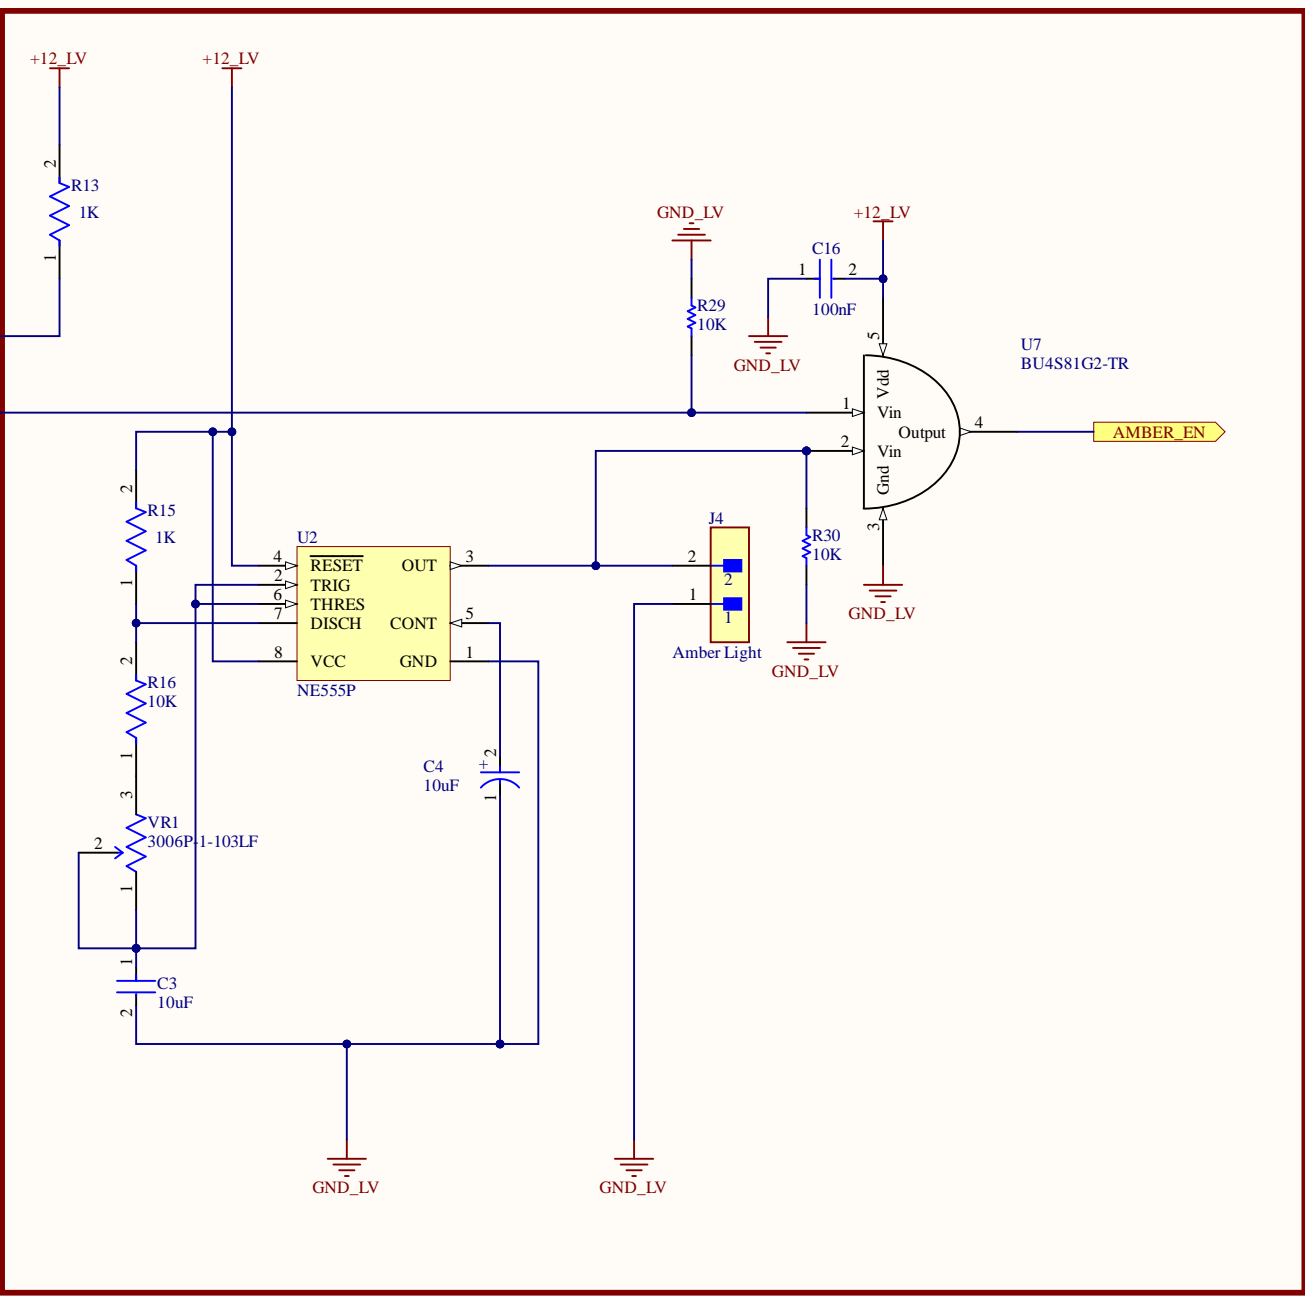 +12_LV
+12_LV
2
R13
1K
1
GND_LV
+12_LV
C16
1
2
100nF
R29
10K
GND_LV
5
U7
BU4S81G2-TR
Vdd
1
Vin
Output
4
AMBER_EN
2
Vin
Gnd
3
GND_LV
2
R15
1K
1
U2
4
RESET
OUT
3
2
TRIG
6
THRES
7
DISCH
CONT
5
8
VCC
GND
1
NE555P
J4
2
2
1
1
Amber Light
R30
10K
GND_LV
2
R16
10K
1
3
VR1
3006P-1-103LF
2
1
C4
10uF
+
2
1
1
C3
10uF
2
GND_LV
GND_LV